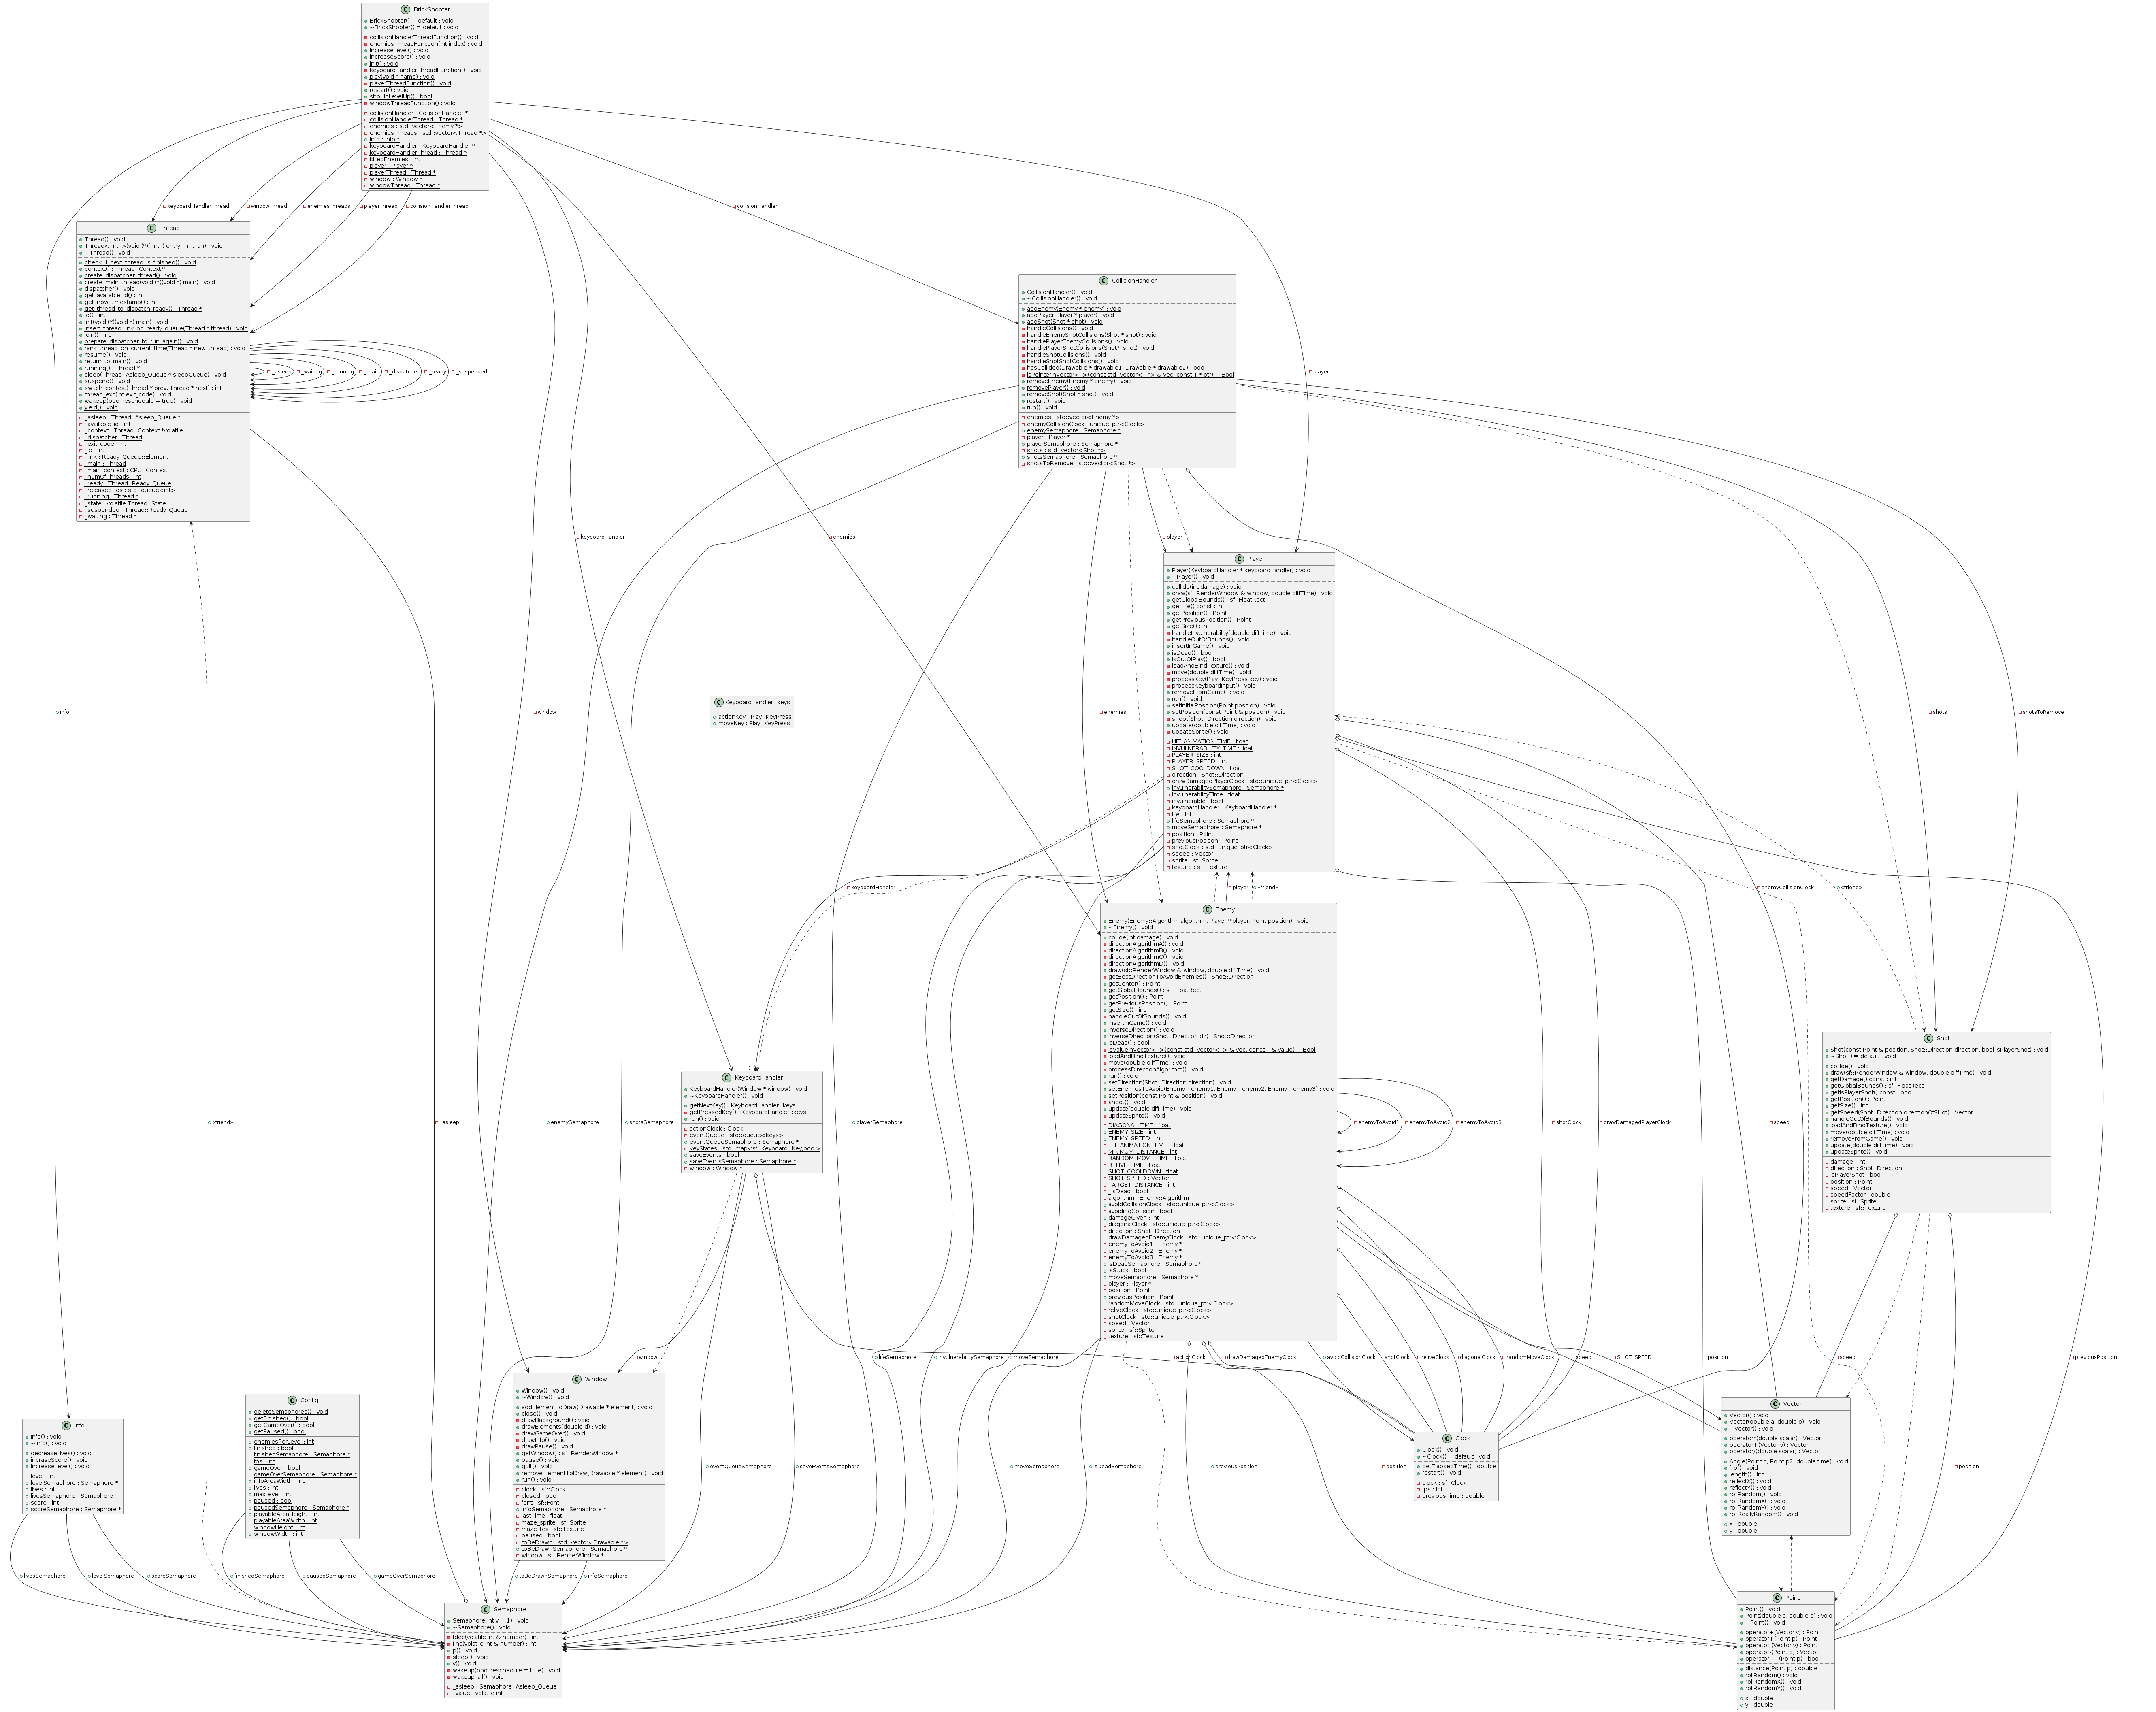 BrickShooter
BrickShooter() = default : void
~BrickShooter() = default : void
collisionHandlerThreadFunction() : void
enemiesThreadFunction(int index) : void
increaseLevel() : void
increaseScore() : void
init() : void
keyboardHandlerThreadFunction() : void
play(void * name) : void
playerThreadFunction() : void
restart() : void
shouldLevelUp() : bool
windowThreadFunction() : void
collisionHandler : CollisionHandler *
collisionHandlerThread : Thread *
enemies : std::vector<Enemy *>
enemiesThreads : std::vector<Thread *>
info : Info *
keyboardHandler : KeyboardHandler *
keyboardHandlerThread : Thread *
killedEnemies : int
player : Player *
playerThread : Thread *
window : Window *
windowThread : Thread *
keyboardHandlerThread
windowThread
enemiesThreads
playerThread
collisionHandlerThread
collisionHandler
Thread
Thread() : void
Thread<Tn...>(void (*)(Tn...) entry, Tn... an) : void
~Thread() : void
check_if_next_thread_is_finished() : void
context() : Thread::Context *
create_dispatcher_thread() : void
create_main_thread(void (*)(void *) main) : void
dispatcher() : void
get_available_id() : int
get_now_timestamp() : int
get_thread_to_dispatch_ready() : Thread *
id() : int
init(void (*)(void *) main) : void
insert_thread_link_on_ready_queue(Thread * thread) : void
join() : int
prepare_dispatcher_to_run_again() : void
rank_thread_on_current_time(Thread * new_thread) : void
resume() : void
return_to_main() : void
running() : Thread *
sleep(Thread::Asleep_Queue * sleepQueue) : void
suspend() : void
switch_context(Thread * prev, Thread * next) : int
thread_exit(int exit_code) : void
wakeup(bool reschedule = true) : void
yield() : void
_asleep : Thread::Asleep_Queue *
_available_id : int
_context : Thread::Context *volatile
_dispatcher : Thread
_exit_code : int
_id : int
_link : Ready_Queue::Element
_main : Thread
_main_context : CPU::Context
_numOfThreads : int
_ready : Thread::Ready_Queue
_released_ids : std::queue<int>
_running : Thread *
_state : volatile Thread::State
_suspended : Thread::Ready_Queue
_waiting : Thread *
_asleep
_waiting
_running
_main
_dispatcher
_ready
_suspended
CollisionHandler
CollisionHandler() : void
~CollisionHandler() : void
addEnemy(Enemy * enemy) : void
addPlayer(Player * player) : void
addShot(Shot * shot) : void
handleCollisions() : void
handleEnemyShotCollisions(Shot * shot) : void
handlePlayerEnemyCollisions() : void
handlePlayerShotCollisions(Shot * shot) : void
handleShotCollisions() : void
handleShotShotCollisions() : void
hasCollided(Drawable * drawable1, Drawable * drawable2) : bool
isPointerInVector<T>(const std::vector<T *> & vec, const T * ptr) : _Bool
removeEnemy(Enemy * enemy) : void
removePlayer() : void
removeShot(Shot * shot) : void
restart() : void
run() : void
enemies : std::vector<Enemy *>
enemyCollisionClock : unique_ptr<Clock>
enemySemaphore : Semaphore *
player : Player *
playerSemaphore : Semaphore *
shots : std::vector<Shot *>
shotsSemaphore : Semaphore *
shotsToRemove : std::vector<Shot *>
player
keyboardHandler
enemies
player
Player
Player(KeyboardHandler * keyboardHandler) : void
~Player() : void
collide(int damage) : void
draw(sf::RenderWindow & window, double diffTime) : void
getGlobalBounds() : sf::FloatRect
getLife() const : int
getPosition() : Point
getPreviousPosition() : Point
getSize() : int
handleInvulnerability(double diffTime) : void
handleOutOfBounds() : void
insertInGame() : void
isDead() : bool
isOutOfPlay() : bool
loadAndBindTexture() : void
move(double diffTime) : void
processKey(Play::KeyPress key) : void
processKeyboardInput() : void
removeFromGame() : void
run() : void
setInitialPosition(Point position) : void
setPosition(const Point & position) : void
shoot(Shot::Direction direction) : void
update(double diffTime) : void
updateSprite() : void
HIT_ANIMATION_TIME : float
INVULNERABILITY_TIME : float
PLAYER_SIZE : int
PLAYER_SPEED : int
SHOT_COOLDOWN : float
direction : Shot::Direction
drawDamagedPlayerClock : std::unique_ptr<Clock>
invulnerabilitySemaphore : Semaphore *
invulnerabilityTime : float
invulnerable : bool
keyboardHandler : KeyboardHandler *
life : int
lifeSemaphore : Semaphore *
moveSemaphore : Semaphore *
position : Point
previousPosition : Point
shotClock : std::unique_ptr<Clock>
speed : Vector
sprite : sf::Sprite
texture : sf::Texture
info
window
enemies
shots
shotsToRemove
KeyboardHandler::keys
actionKey : Play::KeyPress
moveKey : Play::KeyPress
keyboardHandler
player
«friend»
enemyCollisionClock
«friend»
Enemy
Enemy(Enemy::Algorithm algorithm, Player * player, Point position) : void
~Enemy() : void
collide(int damage) : void
directionAlgorithmA() : void
directionAlgorithmB() : void
directionAlgorithmC() : void
directionAlgorithmD() : void
draw(sf::RenderWindow & window, double diffTime) : void
getBestDirectionToAvoidEnemies() : Shot::Direction
getCenter() : Point
getGlobalBounds() : sf::FloatRect
getPosition() : Point
getPreviousPosition() : Point
getSize() : int
handleOutOfBounds() : void
insertInGame() : void
inverseDirection() : void
inverseDirection(Shot::Direction dir) : Shot::Direction
isDead() : bool
isValueInVector<T>(const std::vector<T> & vec, const T & value) : _Bool
loadAndBindTexture() : void
move(double diffTime) : void
processDirectionAlgorithm() : void
run() : void
setDirection(Shot::Direction direction) : void
setEnemiesToAvoid(Enemy * enemy1, Enemy * enemy2, Enemy * enemy3) : void
setPosition(const Point & position) : void
shoot() : void
update(double diffTime) : void
updateSprite() : void
DIAGONAL_TIME : float
ENEMY_SIZE : int
ENEMY_SPEED : int
HIT_ANIMATION_TIME : float
MINIMUM_DISTANCE : int
RANDOM_MOVE_TIME : float
RELIVE_TIME : float
SHOT_COOLDOWN : float
SHOT_SPEED : Vector
TARGET_DISTANCE : int
_isDead : bool
algorithm : Enemy::Algorithm
avoidCollisionClock : std::unique_ptr<Clock>
avoidingCollision : bool
damageGiven : int
diagonalClock : std::unique_ptr<Clock>
direction : Shot::Direction
drawDamagedEnemyClock : std::unique_ptr<Clock>
enemyToAvoid1 : Enemy *
enemyToAvoid2 : Enemy *
enemyToAvoid3 : Enemy *
isDeadSemaphore : Semaphore *
isStuck : bool
moveSemaphore : Semaphore *
player : Player *
position : Point
previousPosition : Point
randomMoveClock : std::unique_ptr<Clock>
reliveClock : std::unique_ptr<Clock>
shotClock : std::unique_ptr<Clock>
speed : Vector
sprite : sf::Sprite
texture : sf::Texture
Shot
Shot(const Point & position, Shot::Direction direction, bool isPlayerShot) : void
~Shot() = default : void
collide() : void
draw(sf::RenderWindow & window, double diffTime) : void
getDamage() const : int
getGlobalBounds() : sf::FloatRect
getIsPlayerShot() const : bool
getPosition() : Point
getSize() : int
getSpeed(Shot::Direction directionOfSHot) : Vector
handleOutOfBounds() : void
loadAndBindTexture() : void
move(double diffTime) : void
removeFromGame() : void
update(double diffTime) : void
updateSprite() : void
damage : int
direction : Shot::Direction
isPlayerShot : bool
position : Point
speed : Vector
speedFactor : double
sprite : sf::Sprite
texture : sf::Texture
KeyboardHandler
KeyboardHandler(Window * window) : void
~KeyboardHandler() : void
getNextKey() : KeyboardHandler::keys
getPressedKey() : KeyboardHandler::keys
run() : void
actionClock : Clock
eventQueue : std::queue<keys>
eventQueueSemaphore : Semaphore *
keyStates : std::map<sf::Keyboard::Key,bool>
saveEvents : bool
saveEventsSemaphore : Semaphore *
window : Window *
«friend»
_asleep
enemySemaphore
shotsSemaphore
playerSemaphore
enemyToAvoid1
enemyToAvoid2
enemyToAvoid3
shotClock
drawDamagedPlayerClock
speed
window
lifeSemaphore
invulnerabilitySemaphore
moveSemaphore
actionClock
drawDamagedEnemyClock
avoidCollisionClock
shotClock
reliveClock
diagonalClock
randomMoveClock
speed
SHOT_SPEED
position
speed
previousPosition
Info
Info() : void
~Info() : void
decreaseLives() : void
incraseScore() : void
increaseLevel() : void
level : int
levelSemaphore : Semaphore *
lives : int
livesSemaphore : Semaphore *
score : int
scoreSemaphore : Semaphore *
Config
deleteSemaphores() : void
getFinished() : bool
getGameOver() : bool
getPaused() : bool
enemiesPerLevel : int
finished : bool
finishedSemaphore : Semaphore *
fps : int
gameOver : bool
gameOverSemaphore : Semaphore *
infoAreaWidth : int
lives : int
maxLevel : int
paused : bool
pausedSemaphore : Semaphore *
playableAreaHeight : int
playableAreaWidth : int
windowHeight : int
windowWidth : int
Window
Window() : void
~Window() : void
addElementToDraw(Drawable * element) : void
close() : void
drawBackground() : void
drawElements(double d) : void
drawGameOver() : void
drawInfo() : void
drawPause() : void
getWindow() : sf::RenderWindow *
pause() : void
quit() : void
removeElementToDraw(Drawable * element) : void
run() : void
clock : sf::Clock
closed : bool
font : sf::Font
infoSemaphore : Semaphore *
lastTime : float
maze_sprite : sf::Sprite
maze_tex : sf::Texture
paused : bool
toBeDrawn : std::vector<Drawable *>
toBeDrawnSemaphore : Semaphore *
window : sf::RenderWindow *
Clock
Clock() : void
~Clock() = default : void
getElapsedTime() : double
restart() : void
clock : sf::Clock
fps : int
previousTime : double
Vector
Vector() : void
Vector(double a, double b) : void
~Vector() : void
operator*(double scalar) : Vector
operator+(Vector v) : Vector
operator/(double scalar) : Vector
Angle(Point p, Point p2, double time) : void
flip() : void
length() : int
reflectX() : void
reflectY() : void
rollRandom() : void
rollRandomX() : void
rollRandomY() : void
rollReallyRandom() : void
x : double
y : double
eventQueueSemaphore
saveEventsSemaphore
moveSemaphore
isDeadSemaphore
previousPosition
position
position
livesSemaphore
levelSemaphore
scoreSemaphore
finishedSemaphore
pausedSemaphore
gameOverSemaphore
toBeDrawnSemaphore
infoSemaphore
Semaphore
Semaphore(int v = 1) : void
~Semaphore() : void
fdec(volatile int & number) : int
finc(volatile int & number) : int
p() : void
sleep() : void
v() : void
wakeup(bool reschedule = true) : void
wakeup_all() : void
_asleep : Semaphore::Asleep_Queue
_value : volatile int
Point
Point() : void
Point(double a, double b) : void
~Point() : void
operator+(Vector v) : Point
operator+(Point p) : Point
operator-(Vector v) : Point
operator-(Point p) : Vector
operator==(Point p) : bool
distance(Point p) : double
rollRandom() : void
rollRandomX() : void
rollRandomY() : void
x : double
y : double